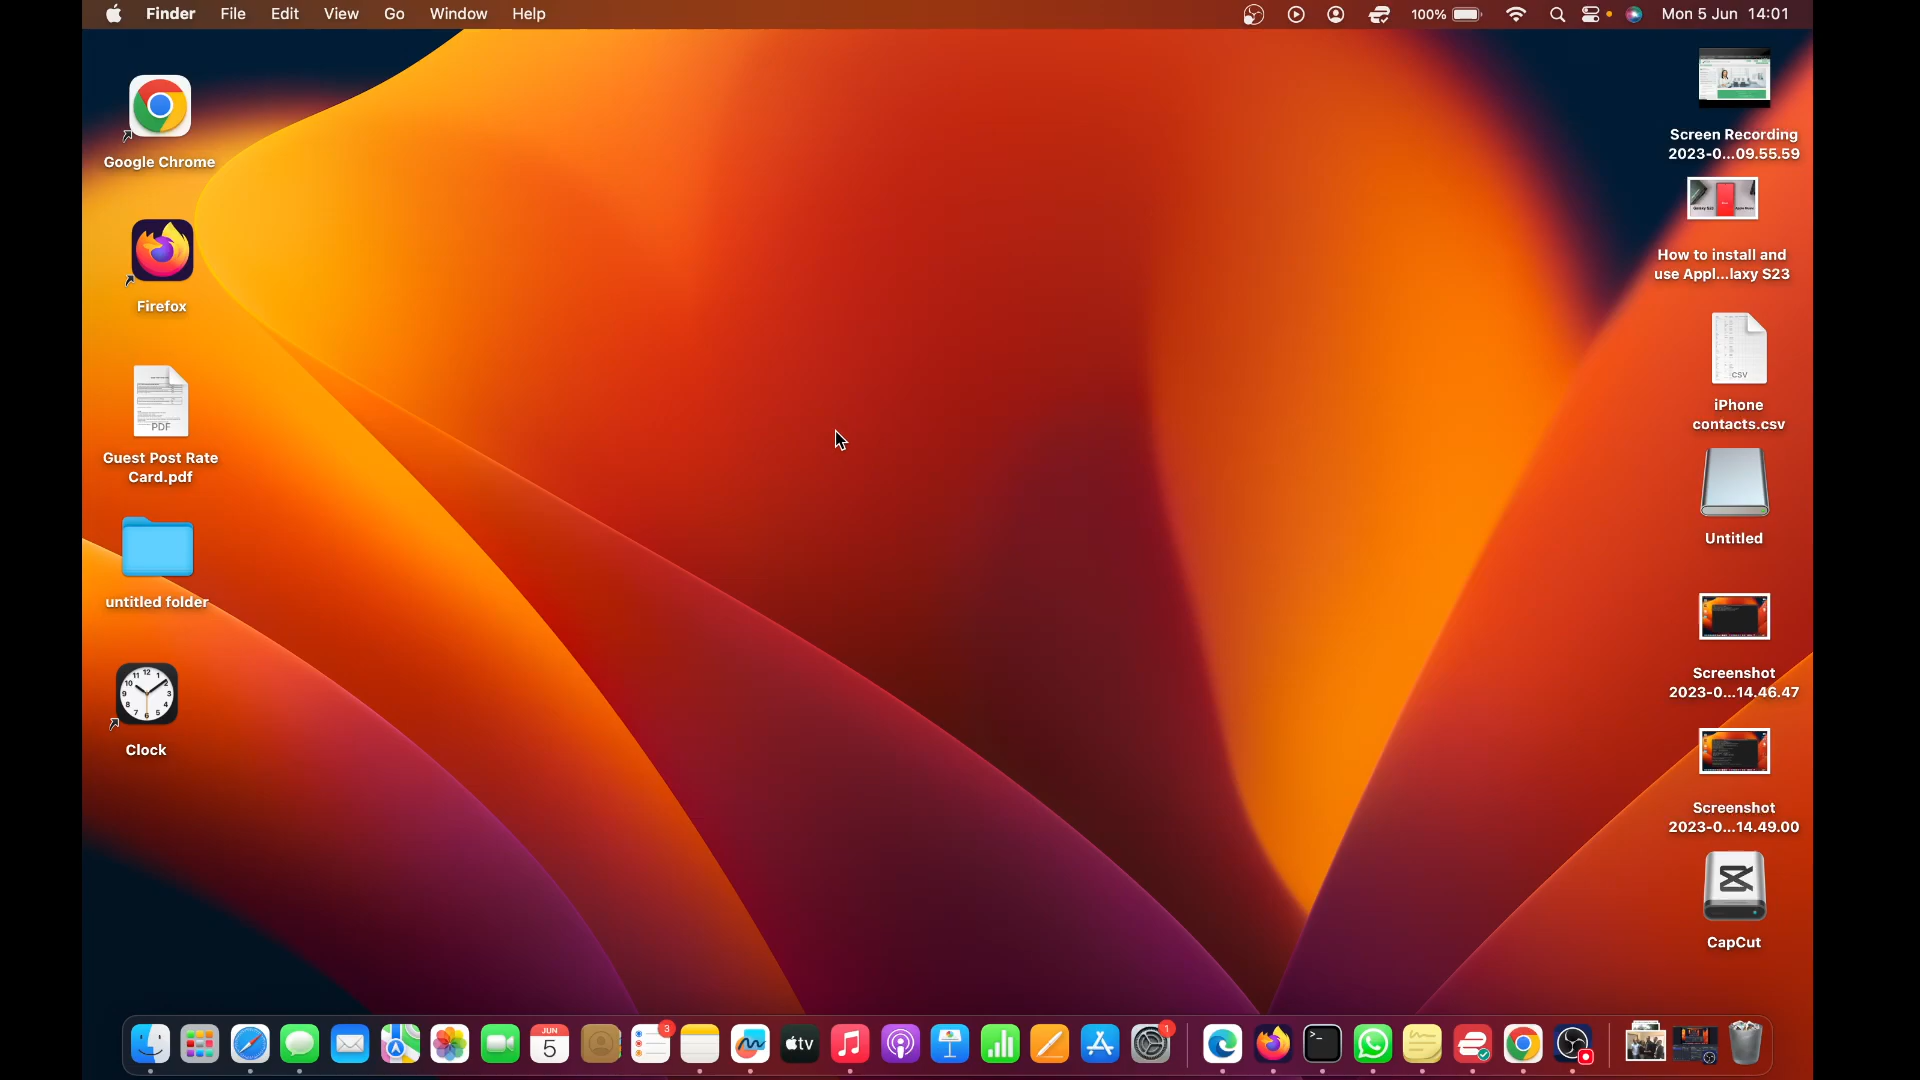 Finder File Edit View Go Window Help 100% Mon 5 Jun 14:01
Google Chrome
Firefox
PDF
Guest Post Rate
Card.pdf
untitled folder
Clock
Screen Recording
2023-0...09.55.59
How to install and
use Appl...laxy S23
CSV
iPhone
contacts.csv
Untitled
Screenshot
2023-0...14.46.47
Screenshot
2023-0...14.49.00
CapCut
JUN
5
3
tv
1